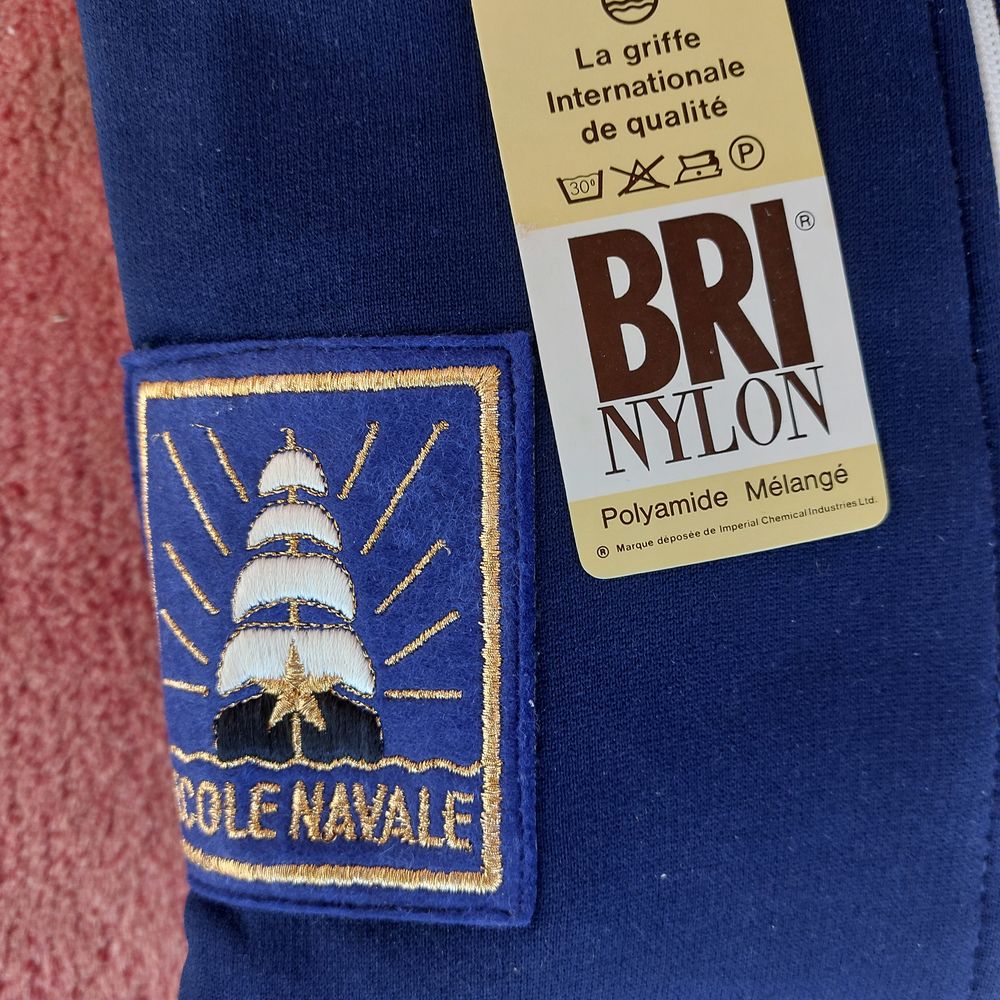 La griffe
Internationale
de qualité
30° P
BRI ®
NYLON
Polyamide Mélangé
® Marque déposée de Imperial Chemical Industries Ltd.
COLE NAVALE